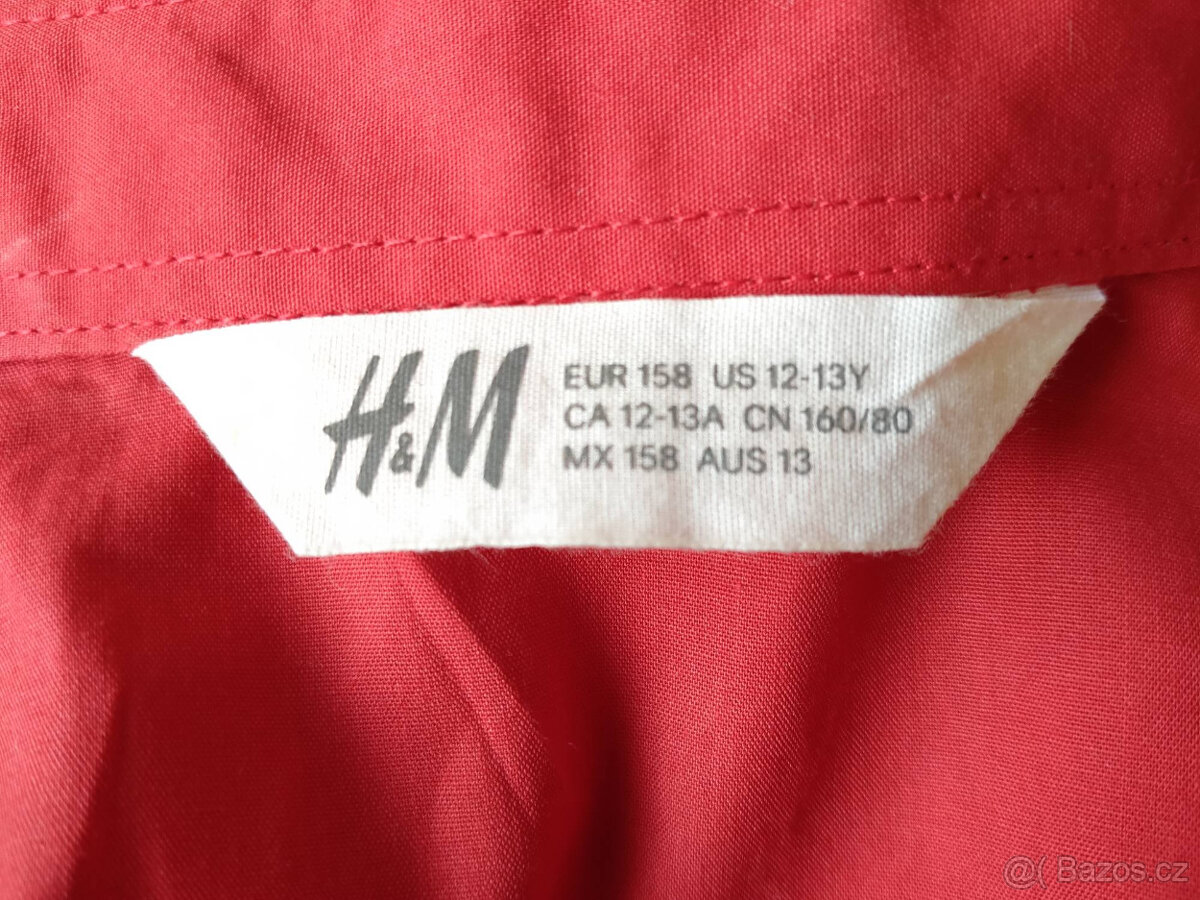 H&M
EUR 158 US 12-13Y
CA 12-13A CN 160/80
MX 158 AUS 13
@( Bazos.cz